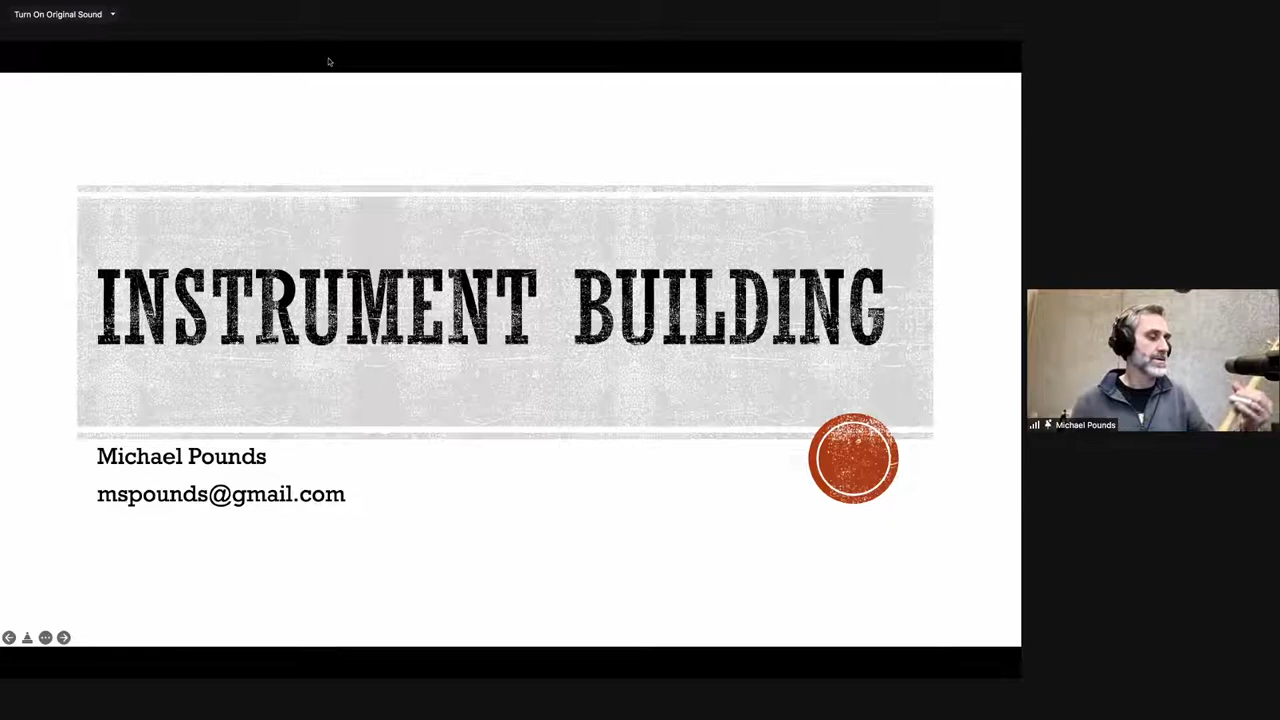 Turn On Original Sound
INSTRUMENT BUILDING
Michael Pounds
mspounds@gmail.com
Michael Pounds